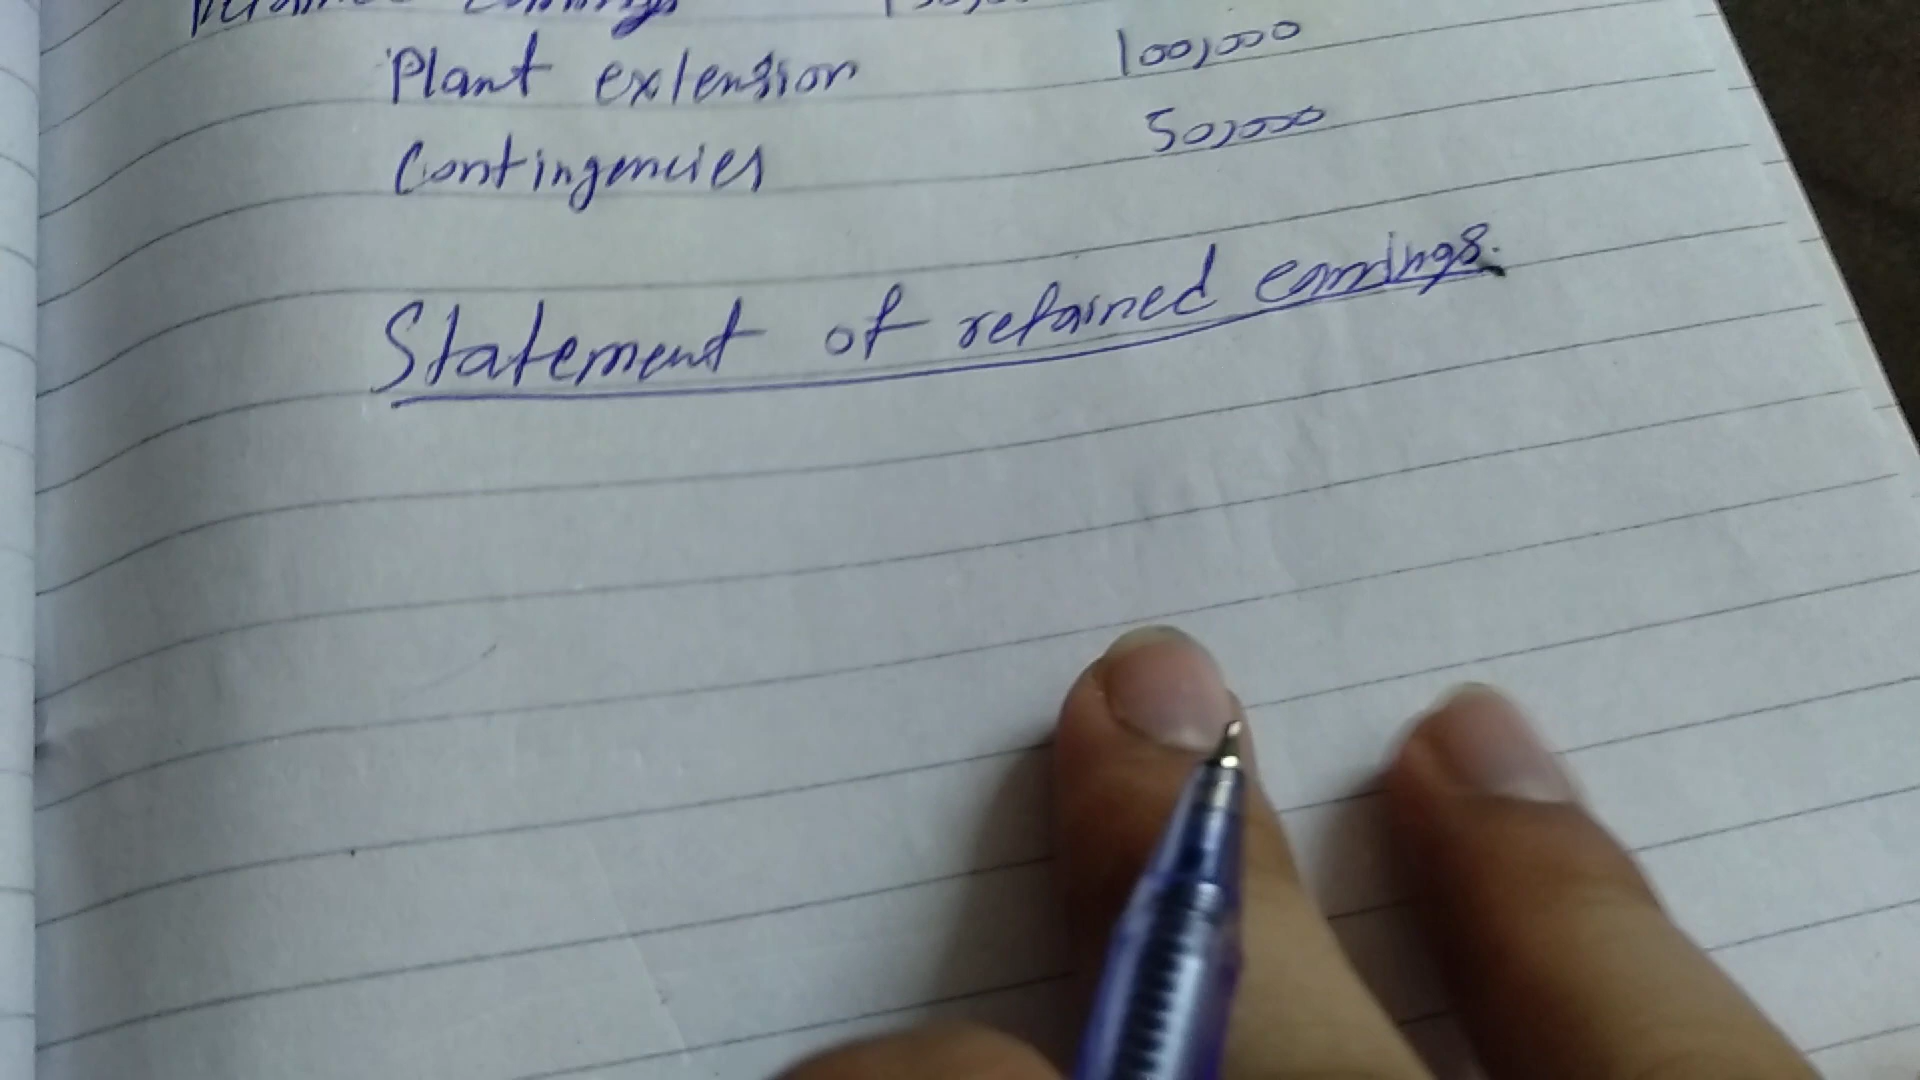 Plant extension 100,000
Contingencies 50,000
Statement of retained earnings.